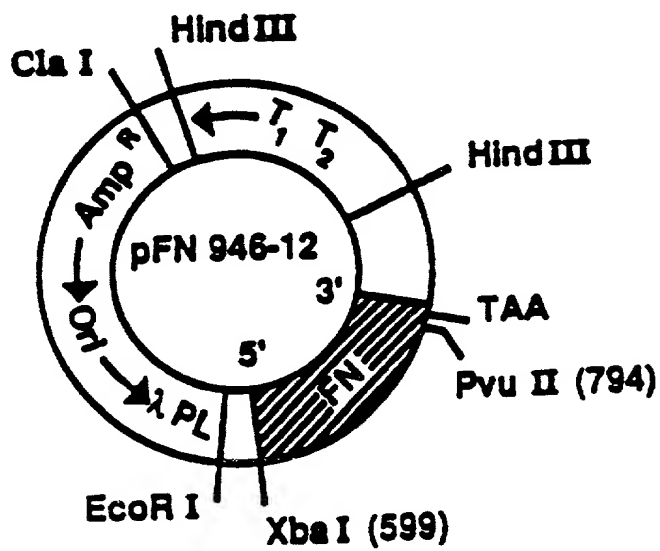 Hind III
Cla I
T1 T2
Amp R
Hind III
pFN 946-12
3'
TAA
Ori
5'
FN
Pvu II (794)
λ PL
EcoR I
Xba I (599)